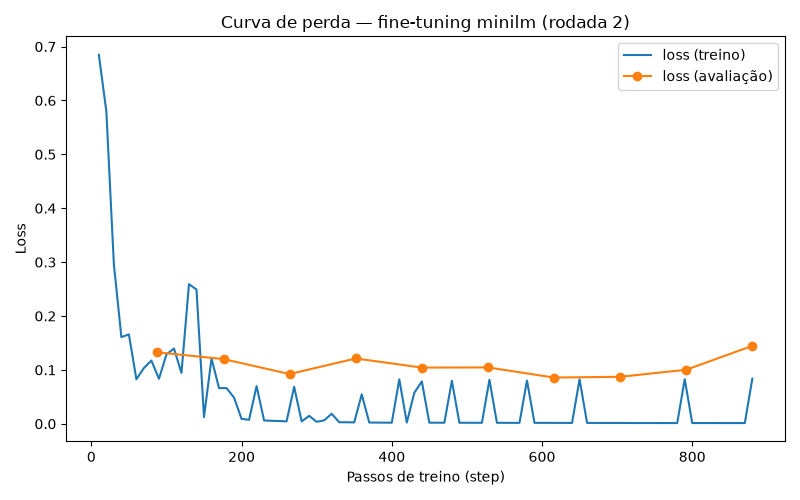 Curva de perda — fine-tuning minilm (rodada 2)
loss (treino)
loss (avaliação)
Loss
0.7
0.6
0.5
0.4
0.3
0.2
0.1
0.0
0 200 400 600 800
Passos de treino (step)